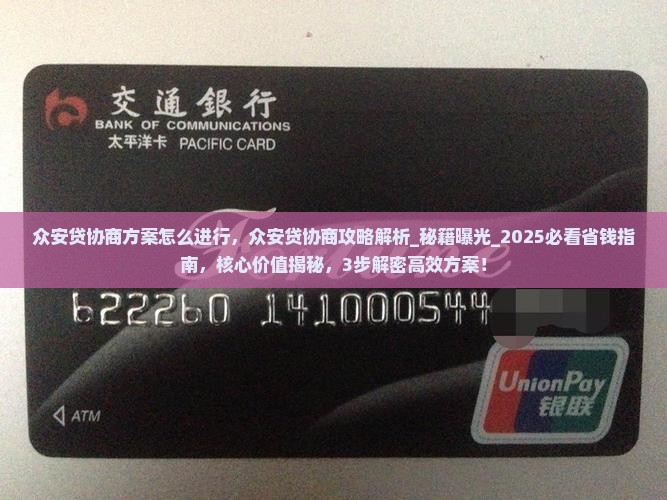 交通銀行
BANK OF COMMUNICATIONS
太平洋卡 PACIFIC CARD
众安贷协商方案怎么进行，众安贷协商攻略解析_秘籍曝光_2025必看省钱指
南，核心价值揭秘，3步解密高效方案！
622260 141000544
UnionPay
银联
ATM